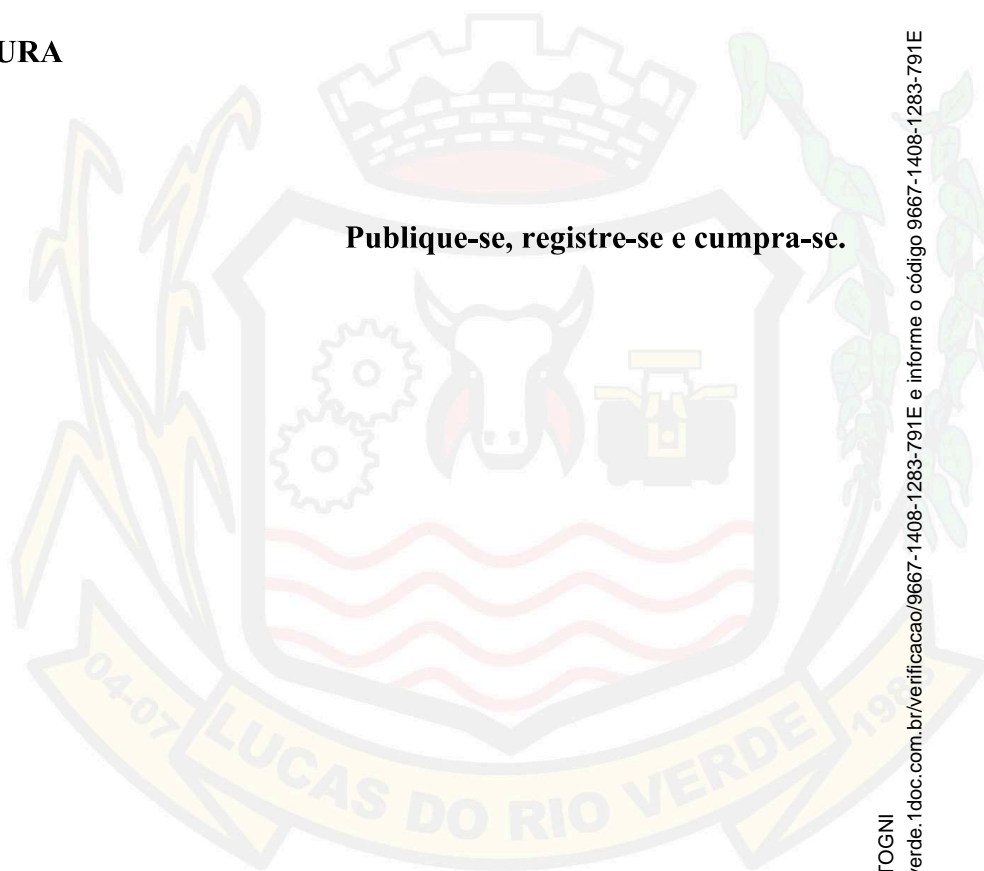 URA
Publique-se, registre-se e cumpra-se.
04-07
LUCAS DO RIO VERDE
TOGNI
verde.1doc.com.br/verificacao/9667-1408-1283-791E e informe o código 9667-1408-1283-791E